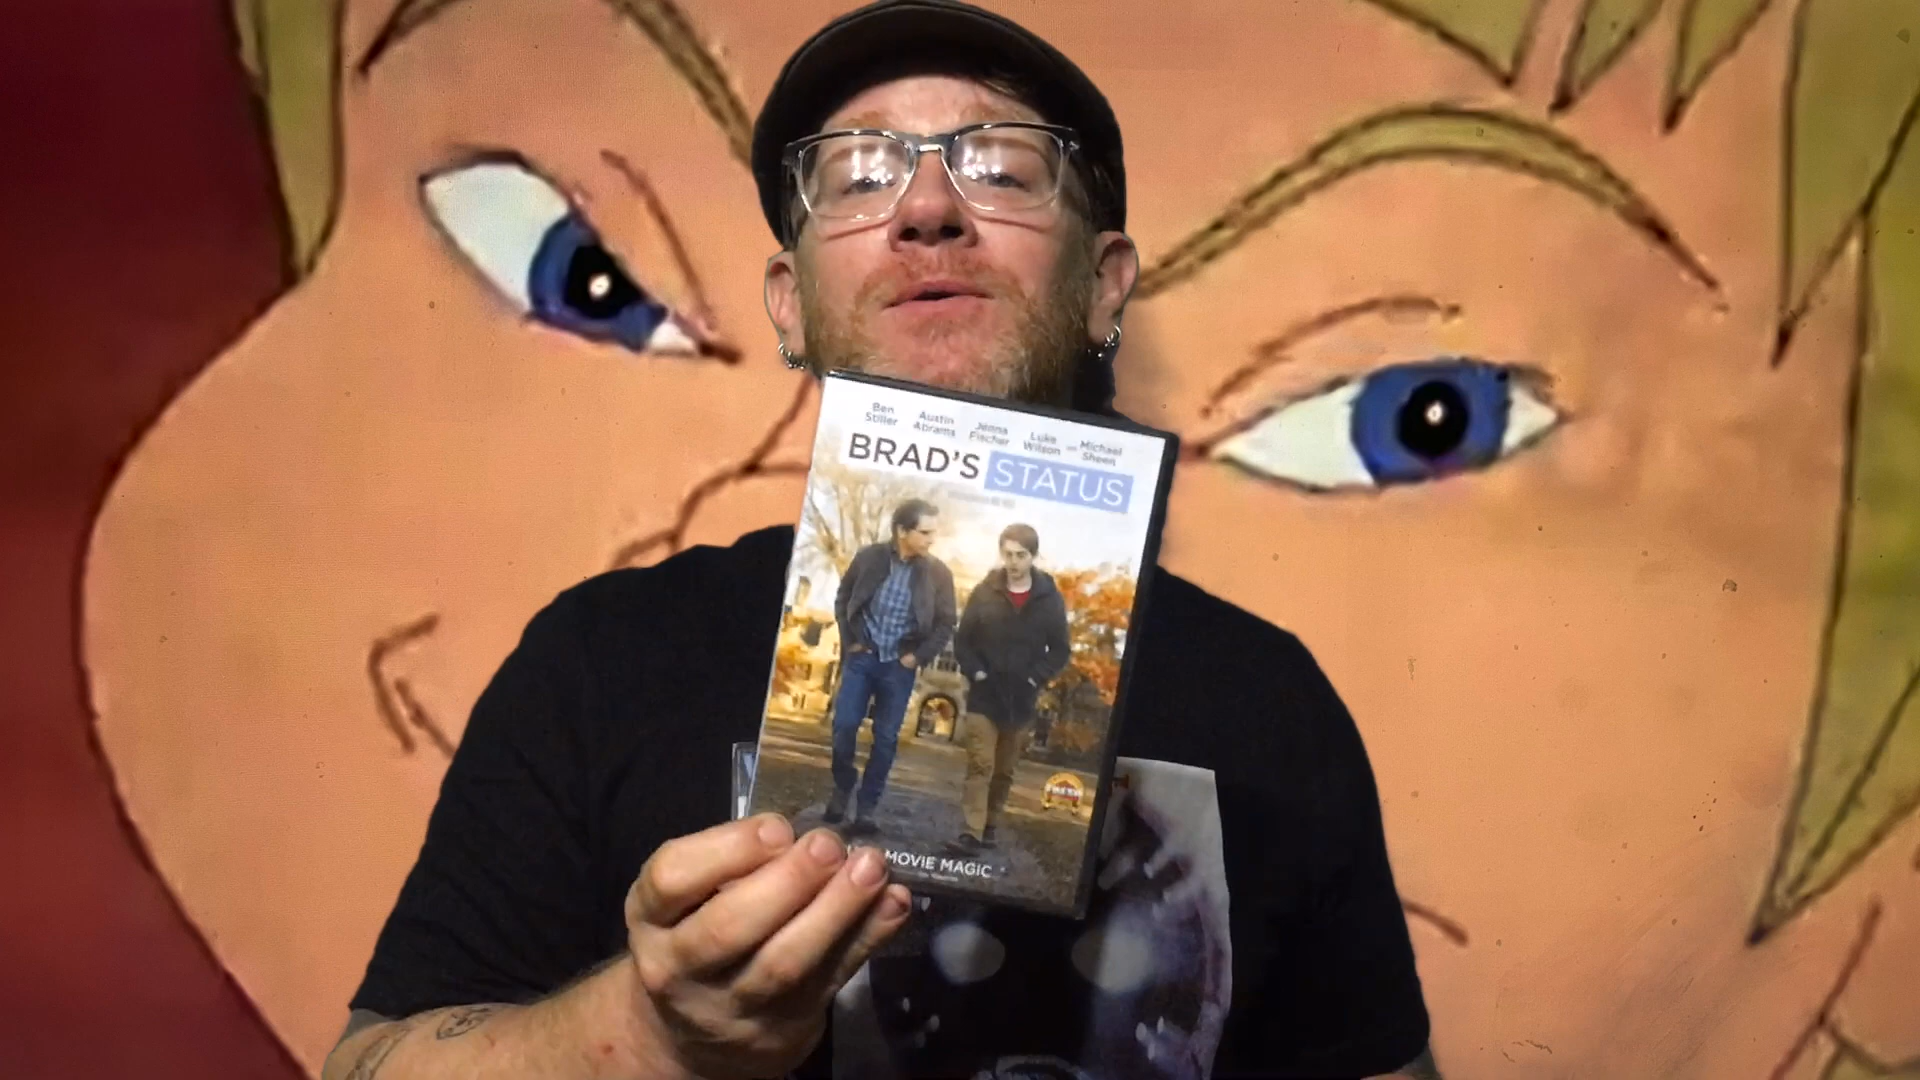 Ben Stiller
Austin Abrams
Jenna Fischer
Luke Wilson
Michael Sheen
BRAD'S STATUS
MOVIE MAGIC